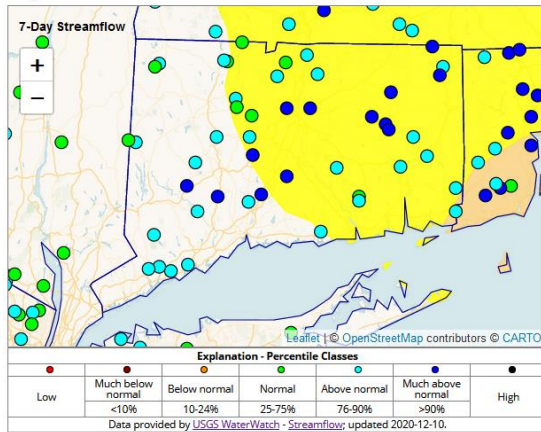 7-Day Streamflow
+
−
Leaflet | © OpenStreetMap contributors © CARTO
Explanation - Percentile Classes
Low
Much below normal
Below normal
Normal
Above normal
Much above normal
High
<10%
10-24%
25-75%
76-90%
>90%
Data provided by USGS WaterWatch - Streamflow; updated 2020-12-10.